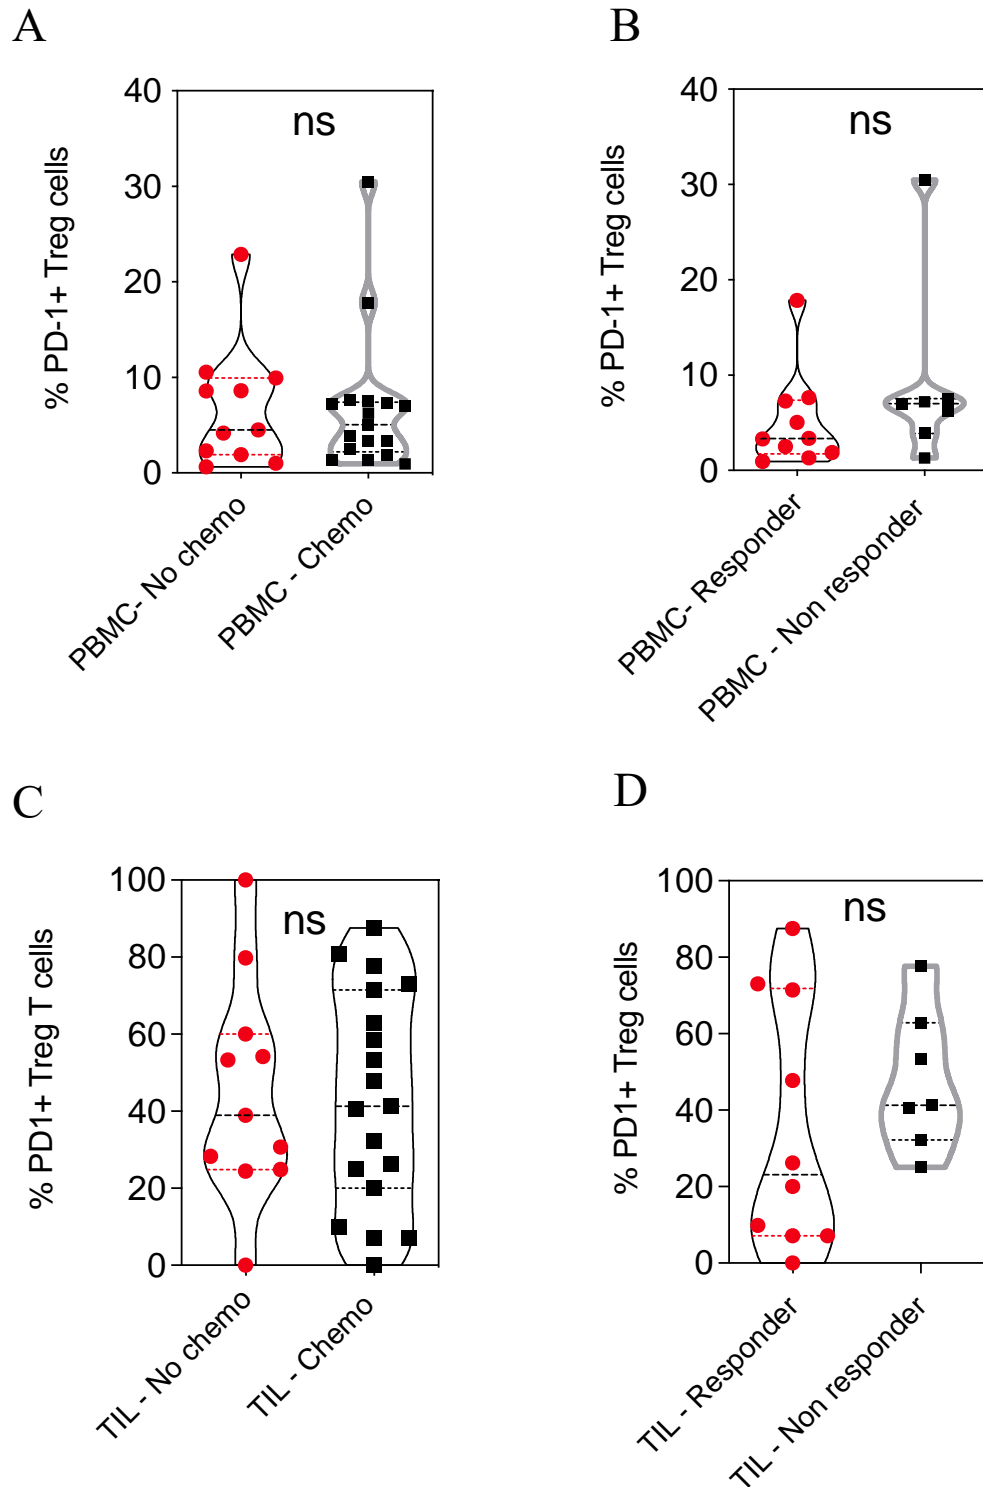 A
B
40
30
20
10
0
% PD-1+ Treg cells
ns
PBMC- No chemo
PBMC - Chemo
40
30
20
10
0
% PD-1+ Treg cells
ns
PBMC- Responder
PBMC - Non responder
C
D
100
80
60
40
20
0
% PD1+ Treg T cells
ns
TIL - No chemo
TIL - Chemo
100
80
60
40
20
0
% PD1+ Treg cells
ns
TIL - Responder
TIL - Non responder